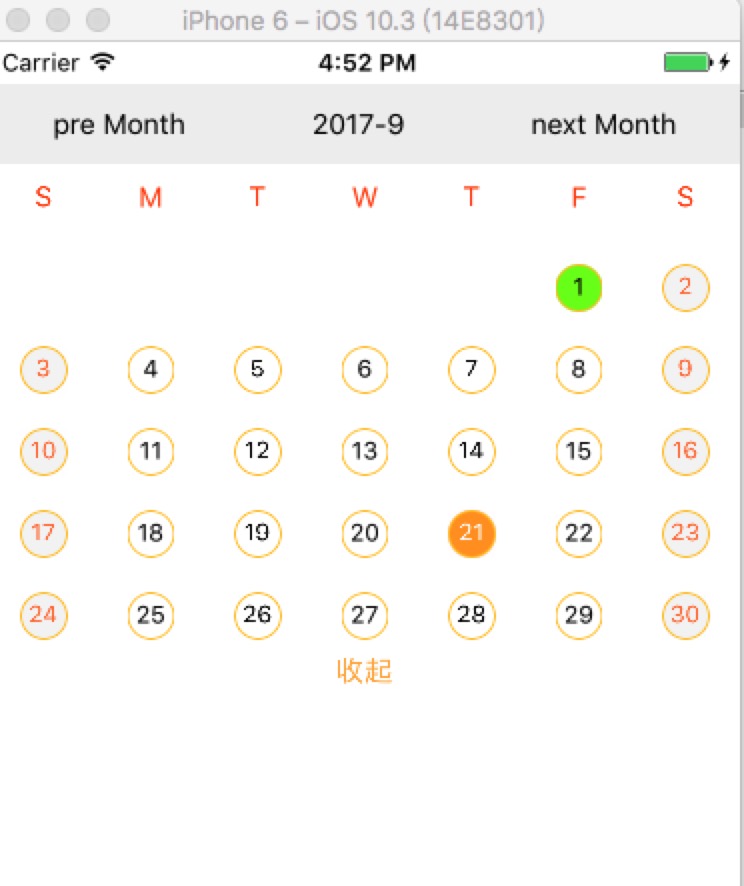 iPhone 6 – iOS 10.3 (14E8301)
Carrier 4:52 PM
pre Month 2017-9 next Month
S M T W T F S
1 2
3 4 5 6 7 8 9
10 11 12 13 14 15 16
17 18 19 20 21 22 23
24 25 26 27 28 29 30
收起